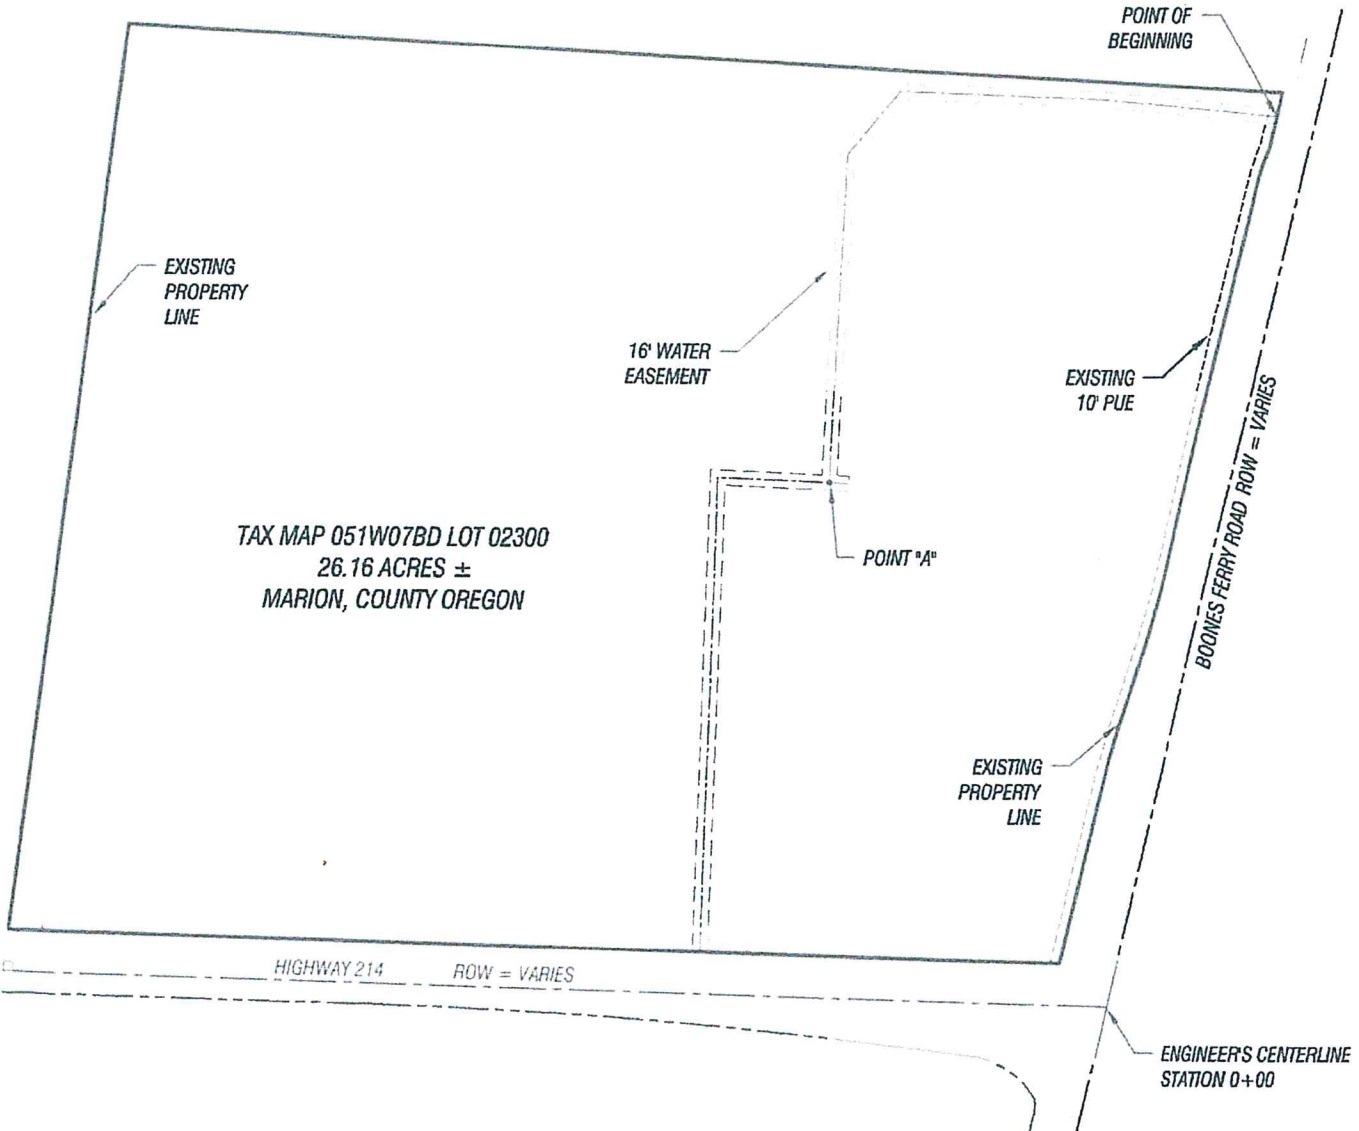 POINT OF
BEGINNING
EXISTING
PROPERTY
LINE
16' WATER
EASEMENT
EXISTING
10' PUE
BOONES FERRY ROAD ROW = VARIES
TAX MAP 051W07BD LOT 02300
26.16 ACRES ±
MARION, COUNTY OREGON
POINT "A"
EXISTING
PROPERTY
LINE
HIGHWAY 214 ROW = VARIES
ENGINEER'S CENTERLINE
STATION 0+00